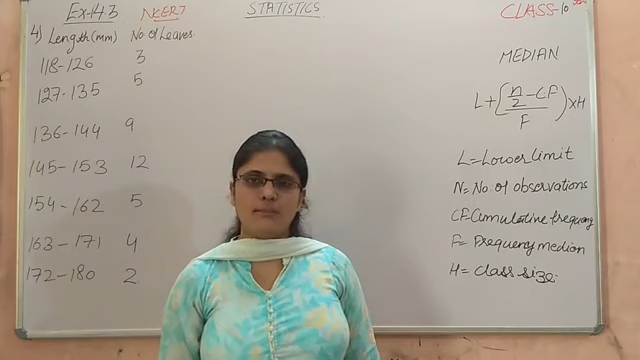 Ex-14.3 NCERT STATISTICS CLASS-10
4) Length(mm) No of Leaves
118-126 3
127-135 5
136-144 9
145-153 12
154-162 5
163-171 4
172-180 2
MEDIAN
L+(n/2-CF/F)×H
L=Lower limit
N=No. of observations
CF=Cumulative frequency
F=Frequency median
H=Class size